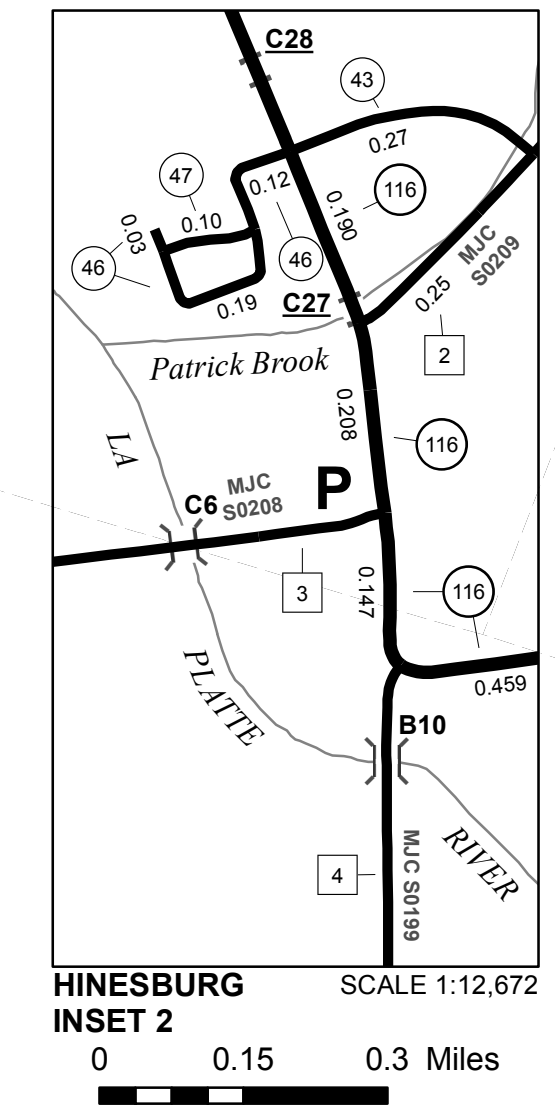 C28
43
0.27
47
0.12
116
0.10
0.190
0.03
46
46
MJC
S0209
0.19
C27
0.25
2
Patrick Brook
0.208
LA
116
P
C6
MJC
S0208
3
0.147
116
PLATTE
0.459
B10
RIVER
4
MJC S0199
HINESBURG
INSET 2
SCALE 1:12,672
0 0.15 0.3 Miles